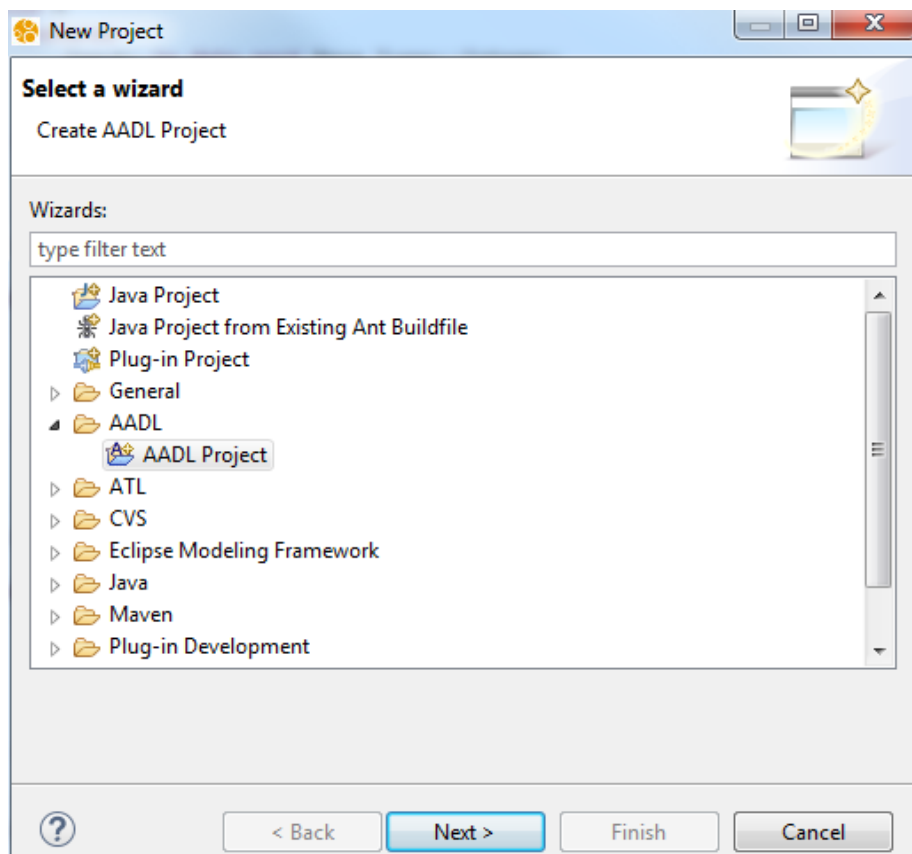 New Project
Select a wizard
Create AADL Project
Wizards:
type filter text
Java Project
Java Project from Existing Ant Buildfile
Plug-in Project
General
AADL
AADL Project
ATL
CVS
Eclipse Modeling Framework
Java
Maven
Plug-in Development
< Back Next > Finish Cancel